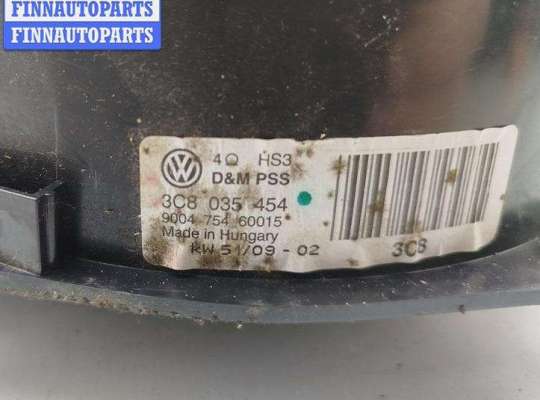 FINNAUTOPARTS
FINNAUTOPARTS
4Ω HS3
D&M PSS
3C8 035 454
9004 754 60015
Made in Hungary
KW 51/09 - 02
3C8